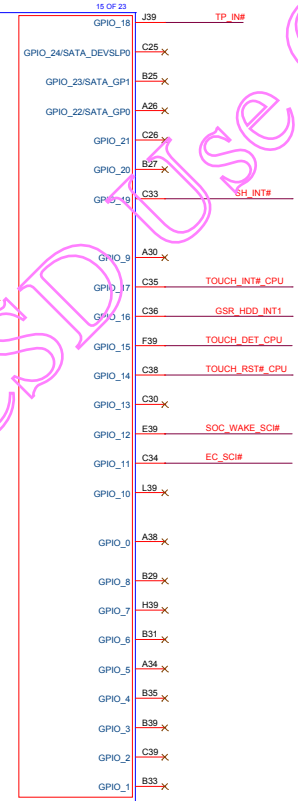 15 OF 23
GPIO_18 J39 TP_IN#
GPIO_24/SATA_DEVSLP0 C25
GPIO_23/SATA_GP1 B25
GPIO_22/SATA_GP0 A26
GPIO_21 C26
GPIO_20 B27
GPIO_19 C33 SH_INT#
GPIO_9 A30
GPIO_17 C35 TOUCH_INT#_CPU
GPIO_16 C36 GSR_HDD_INT1
GPIO_15 F39 TOUCH_DET_CPU
GPIO_14 C38 TOUCH_RST#_CPU
GPIO_13 C30
GPIO_12 E39 SOC_WAKE_SCI#
GPIO_11 C34 EC_SCI#
GPIO_10 L39
GPIO_0 A38
GPIO_8 B29
GPIO_7 H39
GPIO_6 B31
GPIO_5 A34
GPIO_4 B35
GPIO_3 B39
GPIO_2 C39
GPIO_1 B33
SD Use